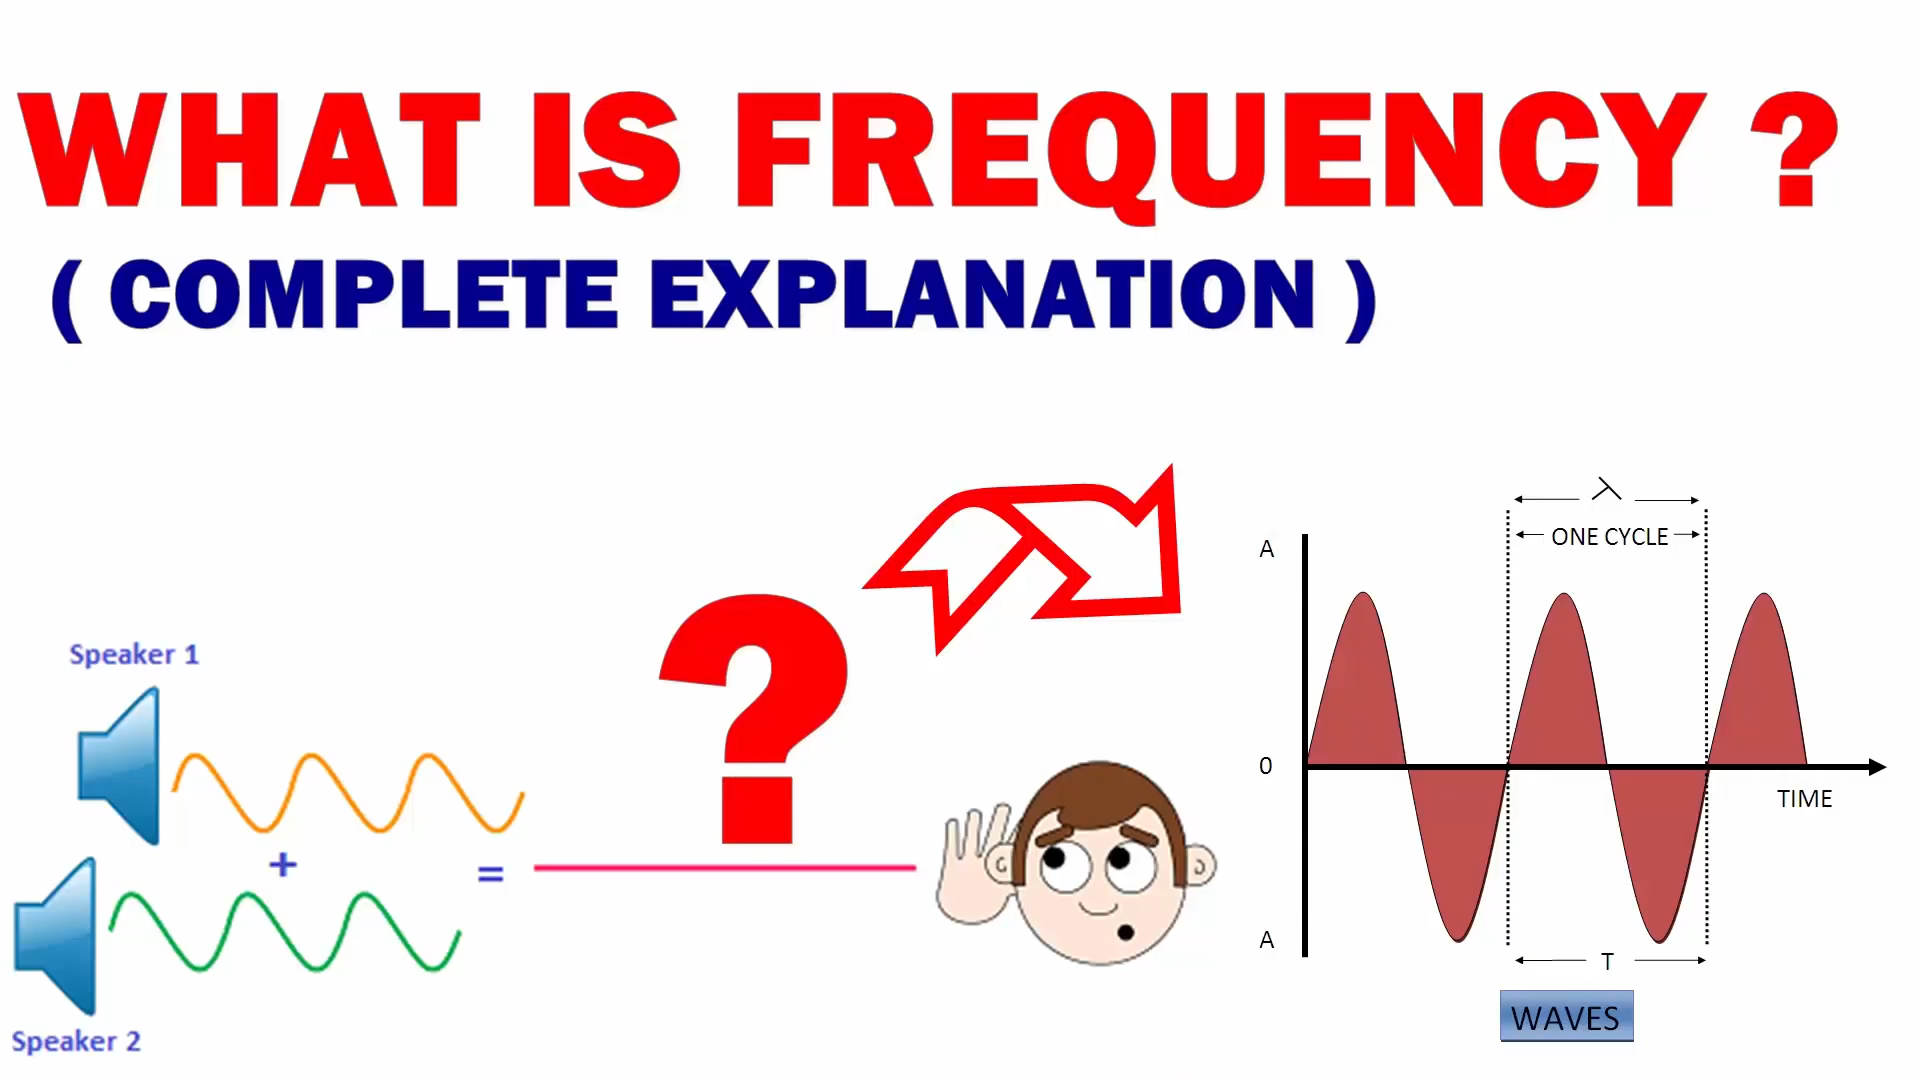 WHAT IS FREQUENCY ?
( COMPLETE EXPLANATION )
Speaker 1
+
=
?
Speaker 2
λ
ONE CYCLE
A
0
TIME
A
T
WAVES